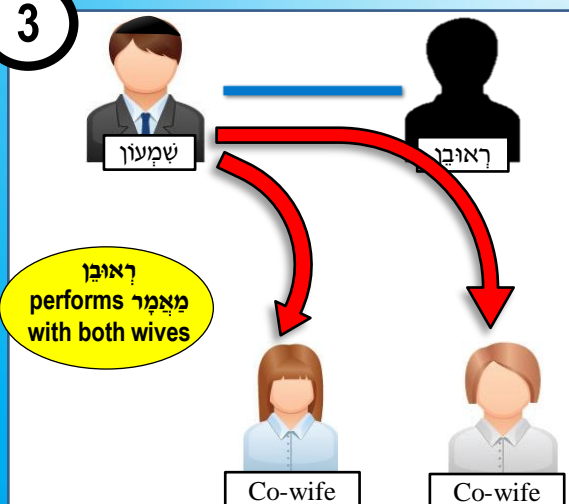 3
שִׁמְעוֹן
רְאוּבֵן
רְאוּבֵן
performs מַאֲמָר
with both wives
Co-wife
Co-wife